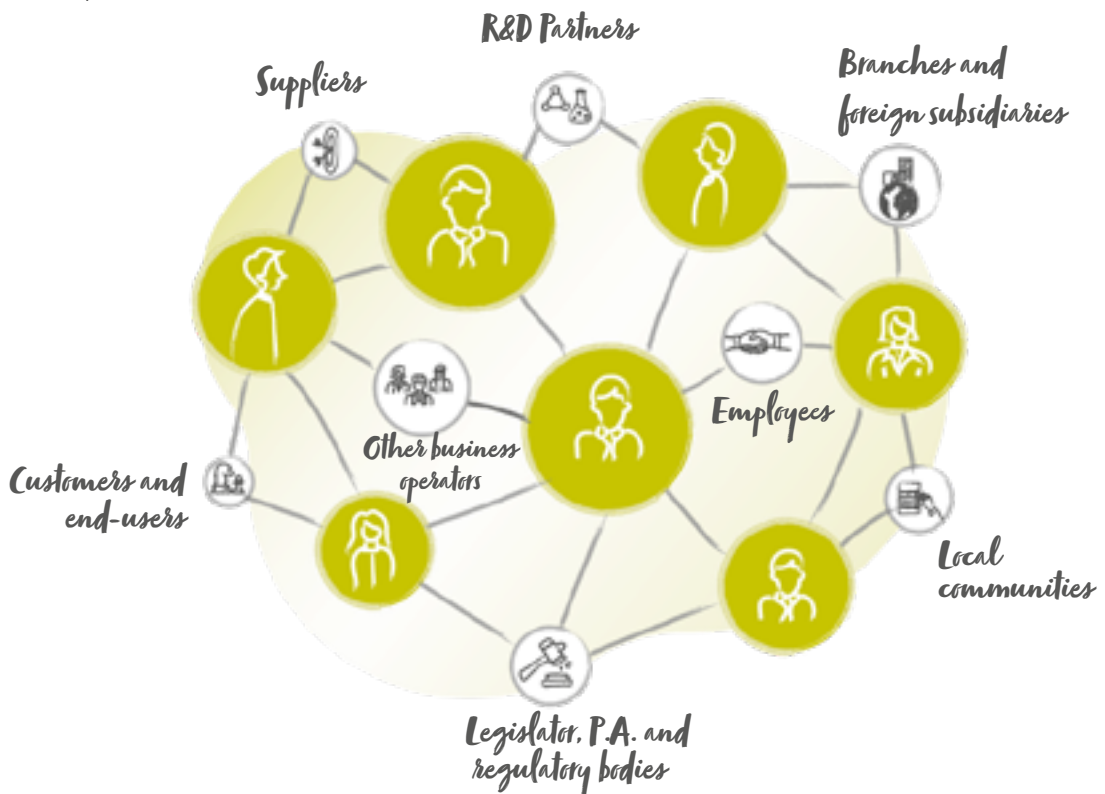 R&D Partners
Suppliers
Branches and
foreign subsidiaries
Employees
Other business
operators
Customers and
end-users
Local
communities
Legislator, P.A. and
regulatory bodies